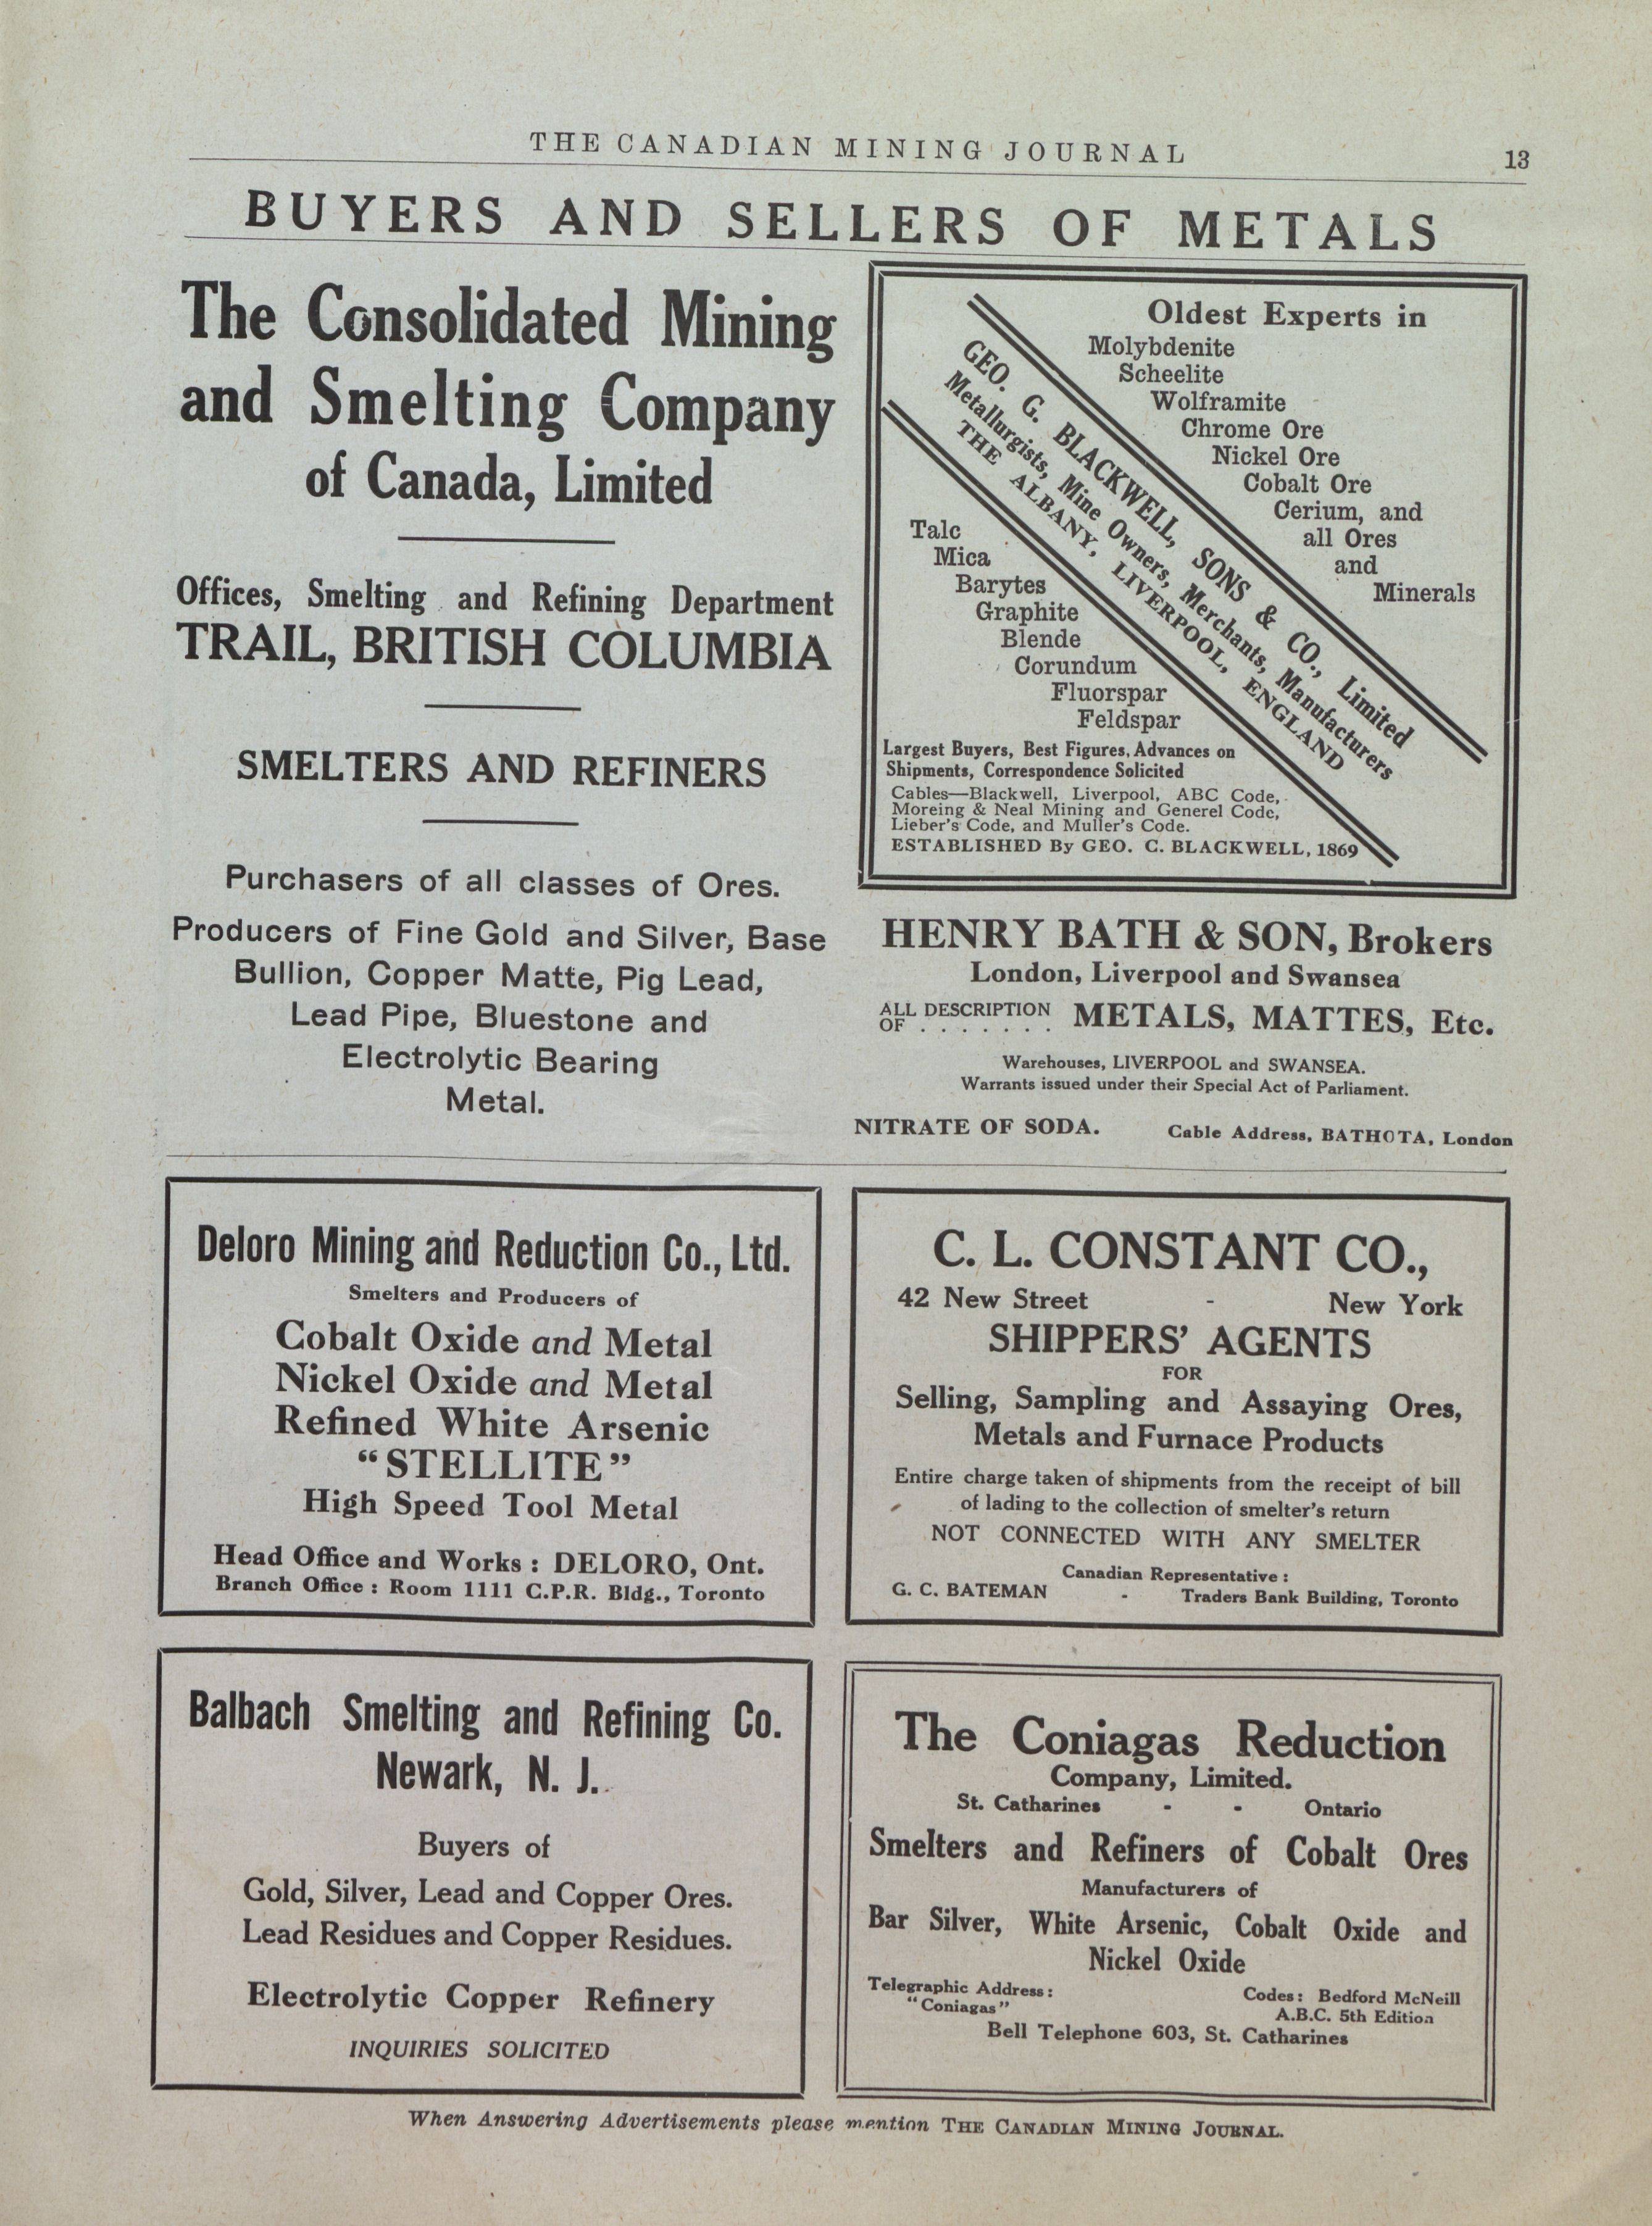 THE CANADIAN MINING JOURNAL
13
BUYERS AND SELLERS OF METALS
The Consolidated Mining
and Smelting Company
of Canada, Limited
Offices, Smelting and Refining Department
TRAIL, BRITISH COLUMBIA
SMELTERS AND REFINERS
Purchasers of all classes of Ores.
Producers of Fine Gold and Silver, Base
Bullion, Copper Matte, Pig Lead,
Lead Pipe, Bluestone and
Electrolytic Bearing
Metal.
Oldest Experts in
Molybdenite
Scheelite
Wolframite
Chrome Ore
Nickel Ore
Cobalt Ore
Cerium, and
all Ores
and
Minerals
GEO. G. BLACKWELL, SONS & CO., Limited
Metallurgists, Mine Owners, Merchants, Manufacturers
THE ALBANY, LIVERPOOL, ENGLAND
Talc
Mica
Barytes
Graphite
Blende
Corundum
Fluorspar
Feldspar
Largest Buyers, Best Figures, Advances on
Shipments, Correspondence Solicited
Cables—Blackwell, Liverpool, ABC Code,
Moreing & Neal Mining and Generel Code,
Lieber's Code, and Muller's Code.
ESTABLISHED By GEO. C. BLACKWELL, 1869
HENRY BATH & SON, Brokers
London, Liverpool and Swansea
ALL DESCRIPTION
OF . . . . . . . METALS, MATTES, Etc.
Warehouses, LIVERPOOL and SWANSEA.
Warrants issued under their Special Act of Parliament.
NITRATE OF SODA. Cable Address, BATHOTA, London
Deloro Mining and Reduction Co., Ltd.
Smelters and Producers of
Cobalt Oxide and Metal
Nickel Oxide and Metal
Refined White Arsenic
"STELLITE"
High Speed Tool Metal
Head Office and Works : DELORO, Ont.
Branch Office : Room 1111 C.P.R. Bldg., Toronto
C. L. CONSTANT CO.,
42 New Street - New York
SHIPPERS' AGENTS
FOR
Selling, Sampling and Assaying Ores,
Metals and Furnace Products
Entire charge taken of shipments from the receipt of bill
of lading to the collection of smelter's return
NOT CONNECTED WITH ANY SMELTER
Canadian Representative :
G. C. BATEMAN - Traders Bank Building, Toronto
Balbach Smelting and Refining Co.
Newark, N. J.
Buyers of
Gold, Silver, Lead and Copper Ores.
Lead Residues and Copper Residues.
Electrolytic Copper Refinery
INQUIRIES SOLICITED
The Coniagas Reduction
Company, Limited.
St. Catharines - - Ontario
Smelters and Refiners of Cobalt Ores
Manufacturers of
Bar Silver, White Arsenic, Cobalt Oxide and
Nickel Oxide
Telegraphic Address :
"Coniagas"
Codes : Bedford McNeill
A.B.C. 5th Edition
Bell Telephone 603, St. Catharines
When Answering Advertisements please mention THE CANADIAN MINING JOURNAL.